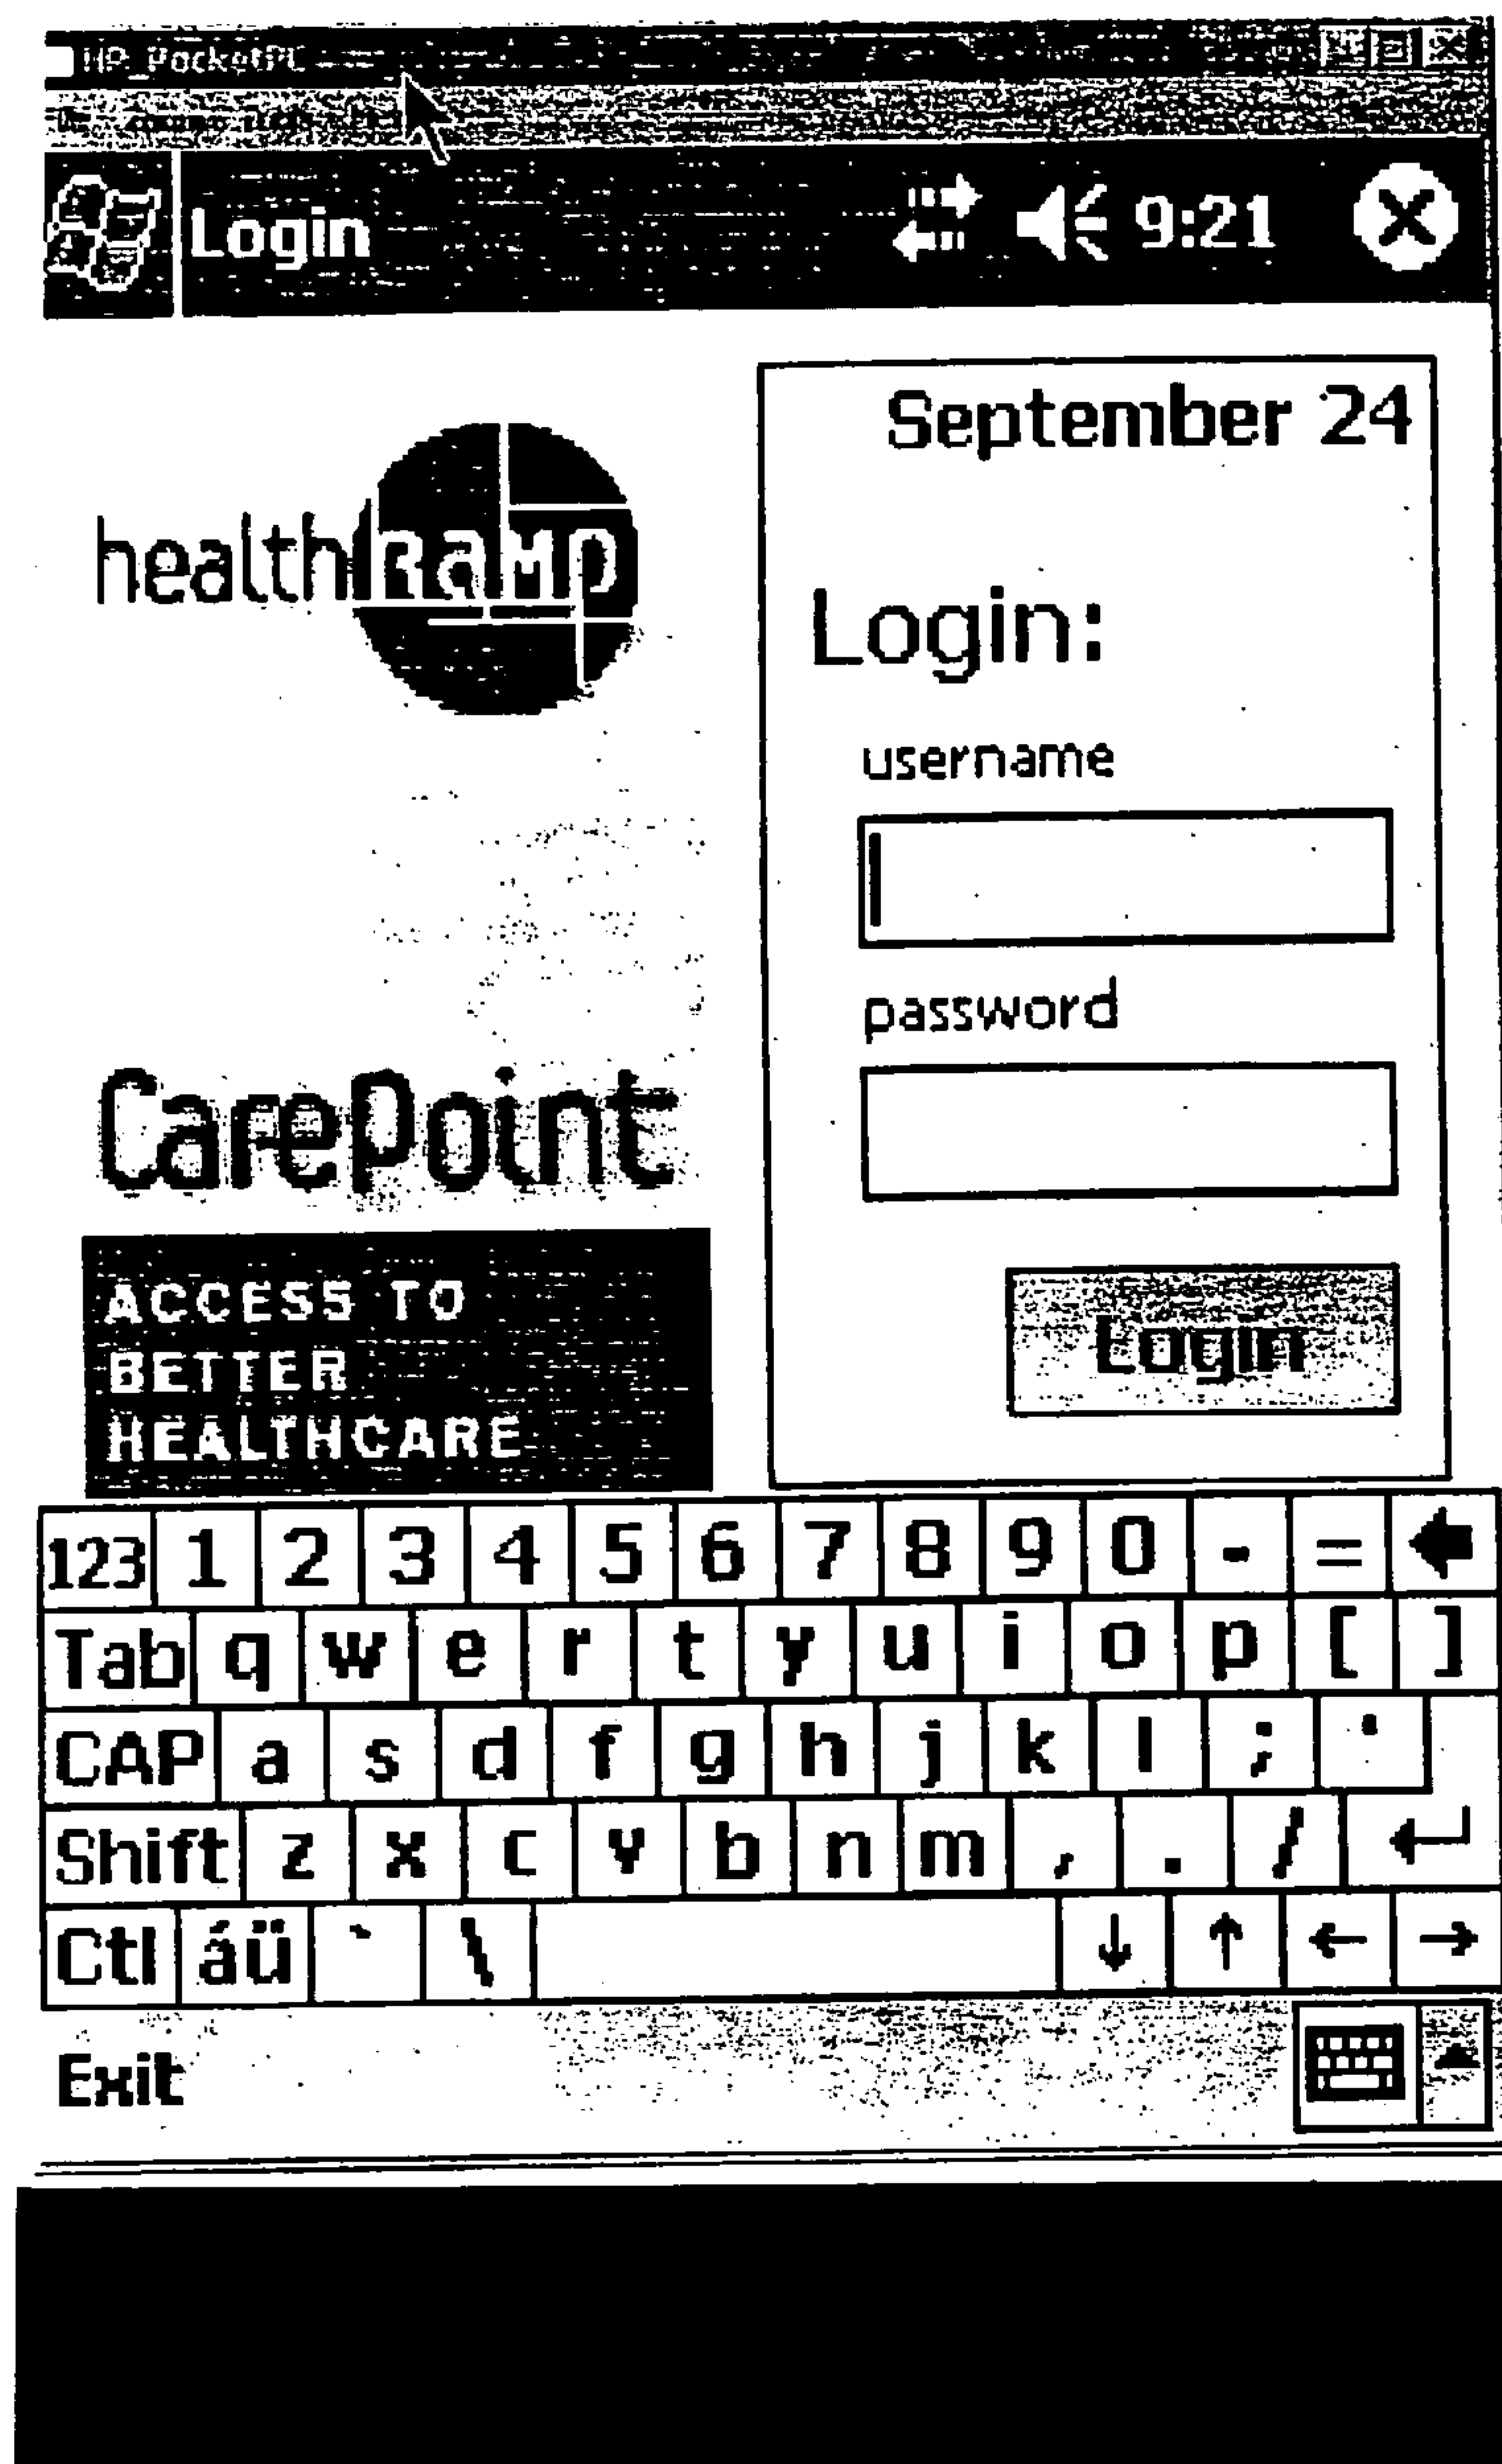 HP_PocketPC
Login 9:21
September 24
healthRamp
Login:
username
password
CarePoint
ACCESS TO
BETTER
HEALTHCARE
Login
123 1 2 3 4 5 6 7 8 9 0 - =
Tab q w e r t y u i o p [ ]
CAP a s d f g h j k l ; '
Shift z x c v b n m , . /
Ctl áü ` \ ↓ ↑ ← →
Exit